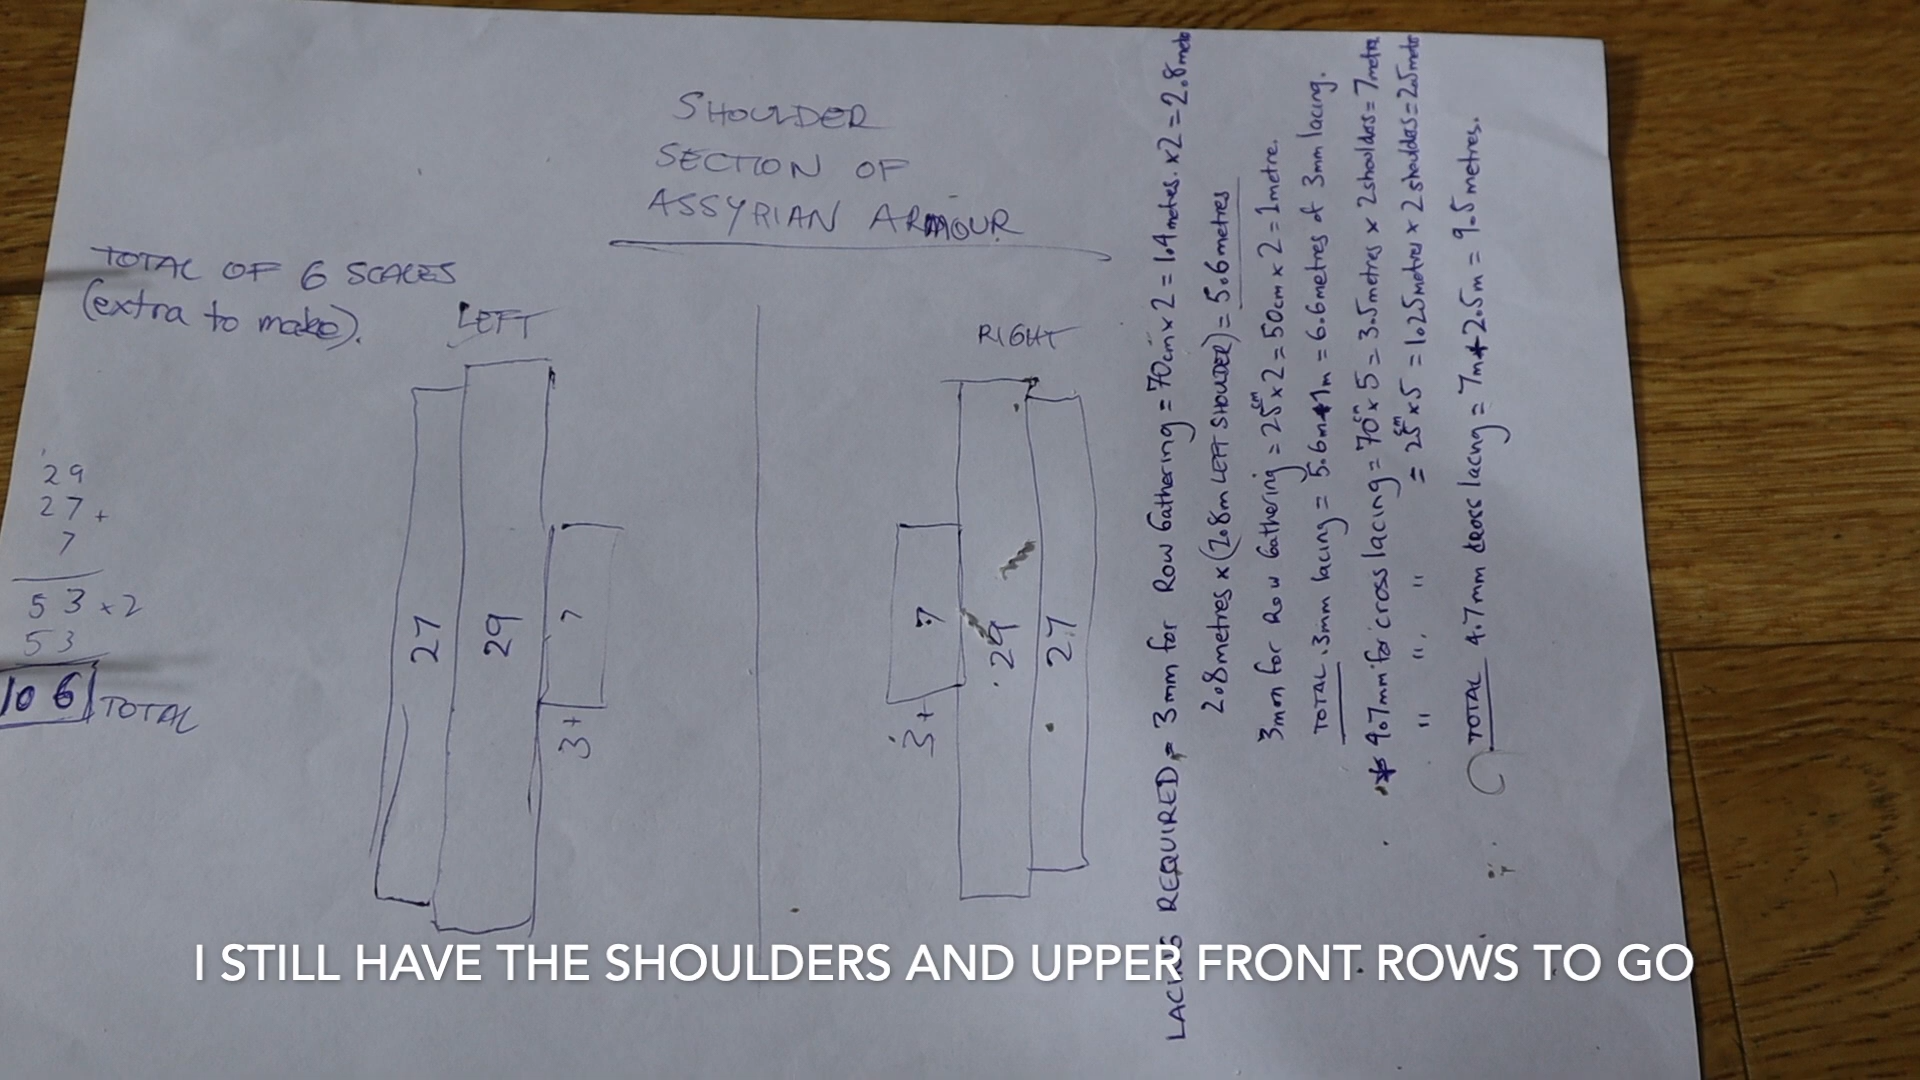 SHOULDER
SECTION OF
ASSYRIAN ARMOUR
TOTAL OF 6 SCALES
(extra to make).
LEFT
RIGHT
29
27 +
7
53 x 2
53
106 TOTAL
27
29
7
3+
7
29
27
3+
LACING REQUIRED = 3mm for Row Gathering = 70cm x 2 = 1.4 metres. x2 = 2.8 metr
2.8 metres x (2.8m LEFT SHOULDER) = 5.6 metres
3mm for Row Gathering = 25cm x 2 = 50cm x 2 = 1 metre.
TOTAL 3mm lacing = 5.6m + 1m = 6.6 metres of 3mm lacing.
* 4.7mm for cross lacing = 70cm x 5 = 3.5 metres x 2 shoulders = 7 metres
" " " " = 25cm x 5 = 1.25 metres x 2 shoulders = 2.5 metres
TOTAL 4.7mm cross lacing = 7m + 2.5m = 9.5 metres.
I STILL HAVE THE SHOULDERS AND UPPER FRONT ROWS TO GO